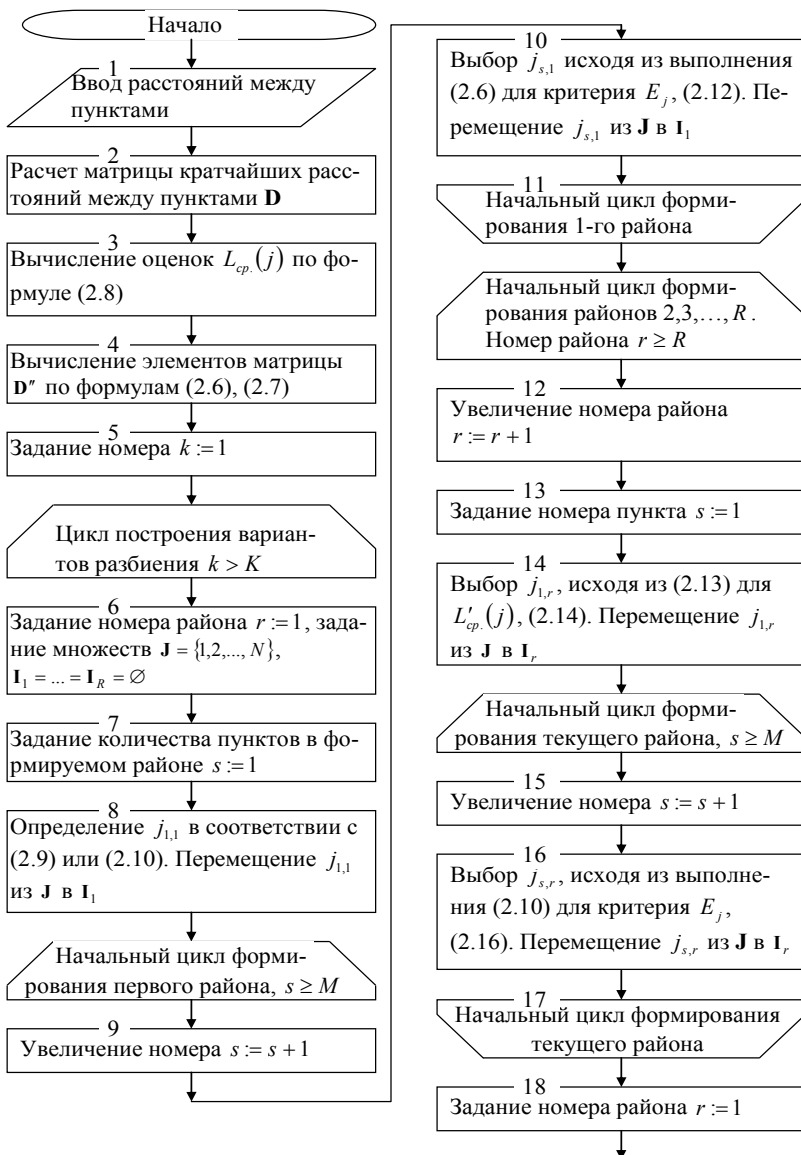 Начало
1
Ввод расстояний между
пунктами
2
Расчет матрицы кратчайших расс-
тояний между пунктами D
3
Вычисление оценок L_ср.(j) по фор-
муле (2.8)
4
Вычисление элементов матрицы
D″ по формулам (2.6), (2.7)
5
Задание номера k := 1
Цикл построения вариан-
тов разбиения k > K
6
Задание номера района r := 1, зада-
ние множеств J = {1,2,..., N},
I₁ = ... = I_R = ∅
7
Задание количества пунктов в фор-
мируемом районе s := 1
8
Определение j₁,₁ в соответствии с
(2.9) или (2.10). Перемещение j₁,₁
из J в I₁
Начальный цикл форми-
рования первого района, s ≥ M
9
Увеличение номера s := s + 1
10
Выбор j_s,1 исходя из выполнения
(2.6) для критерия E_j, (2.12). Пе-
ремещение j_s,1 из J в I₁
11
Начальный цикл форми-
рования 1-го района
Начальный цикл форми-
рования районов 2,3,…, R .
Номер района r ≥ R
12
Увеличение номера района
r := r + 1
13
Задание номера пункта s := 1
14
Выбор j_1,r, исходя из (2.13) для
L′_ср.(j), (2.14). Перемещение j_1,r
из J в I_r
Начальный цикл форми-
рования текущего района, s ≥ M
15
Увеличение номера s := s + 1
16
Выбор j_s,r, исходя из выполне-
ния (2.10) для критерия E_j,
(2.16). Перемещение j_s,r из J в I_r
17
Начальный цикл формирования
текущего района
18
Задание номера района r := 1